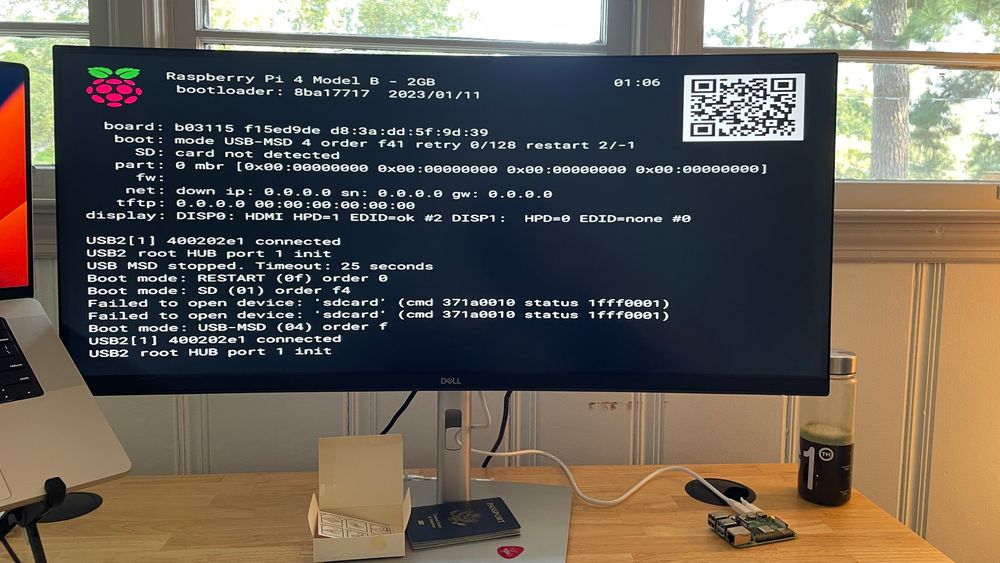 Raspberry Pi 4 Model B - 2GB
bootloader: 8ba17717 2023/01/11
01:06
board: b03115 f15ed9de d8:3a:dd:5f:9d:39
boot: mode USB-MSD 4 order f41 retry 0/128 restart 2/-1
SD: card not detected
part: 0 mbr [0x00:00000000 0x00:00000000 0x00:00000000 0x00:00000000]
fw:
net: down ip: 0.0.0.0 sn: 0.0.0.0 gw: 0.0.0.0
tftp: 0.0.0.0 00:00:00:00:00:00
display: DISP0: HDMI HPD=1 EDID=ok #2 DISP1: HPD=0 EDID=none #0
USB2[1] 400202e1 connected
USB2 root HUB port 1 init
USB MSD stopped. Timeout: 25 seconds
Boot mode: RESTART (0f) order 0
Boot mode: SD (01) order f4
Failed to open device: 'sdcard' (cmd 371a0010 status 1fff0001)
Failed to open device: 'sdcard' (cmd 371a0010 status 1fff0001)
Boot mode: USB-MSD (04) order f
USB2[1] 400202e1 connected
USB2 root HUB port 1 init
DELL
PASSPORT
1™